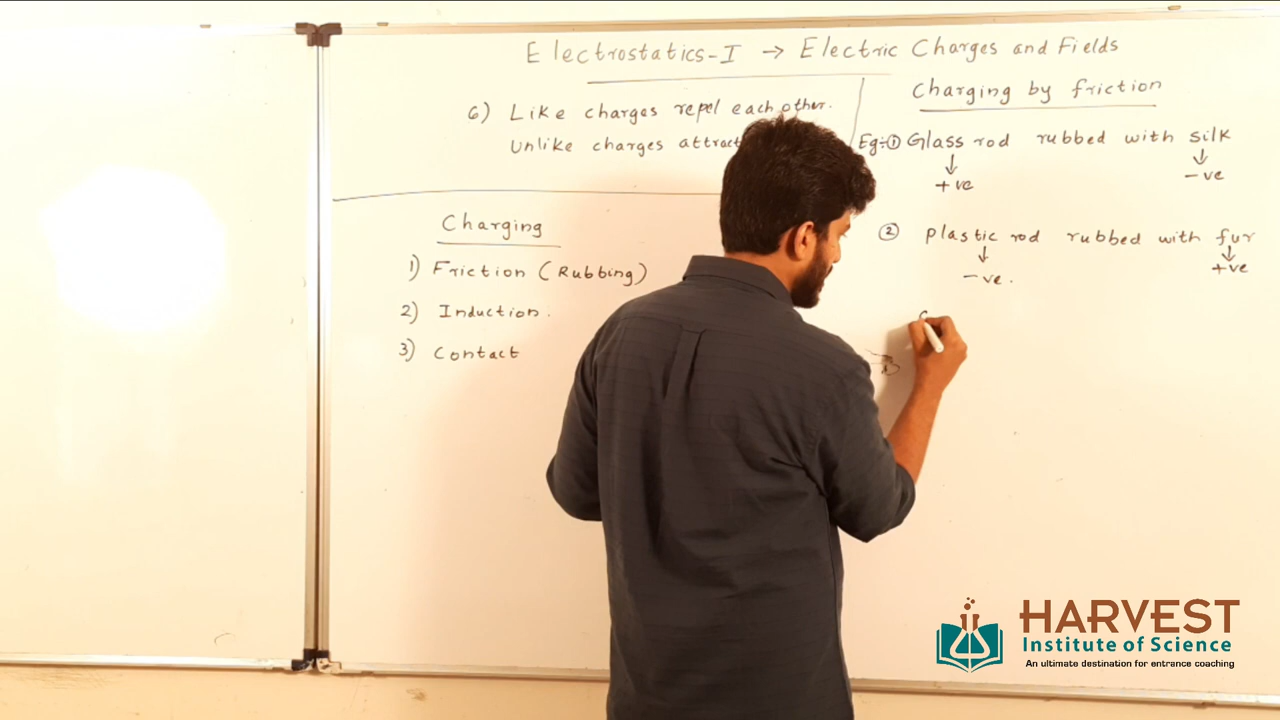 Electrostatics-I → Electric Charges and Fields
6) Like charges repel each other.
Unlike charges attract
Charging
1) Friction (Rubbing)
2) Induction.
3) Contact
Charging by friction
Eg:-① Glass rod rubbed with silk
↓ ↓
+ve -ve
② plastic rod rubbed with fur
↓ ↓
-ve. +ve
HARVEST
Institute of Science
An ultimate destination for entrance coaching